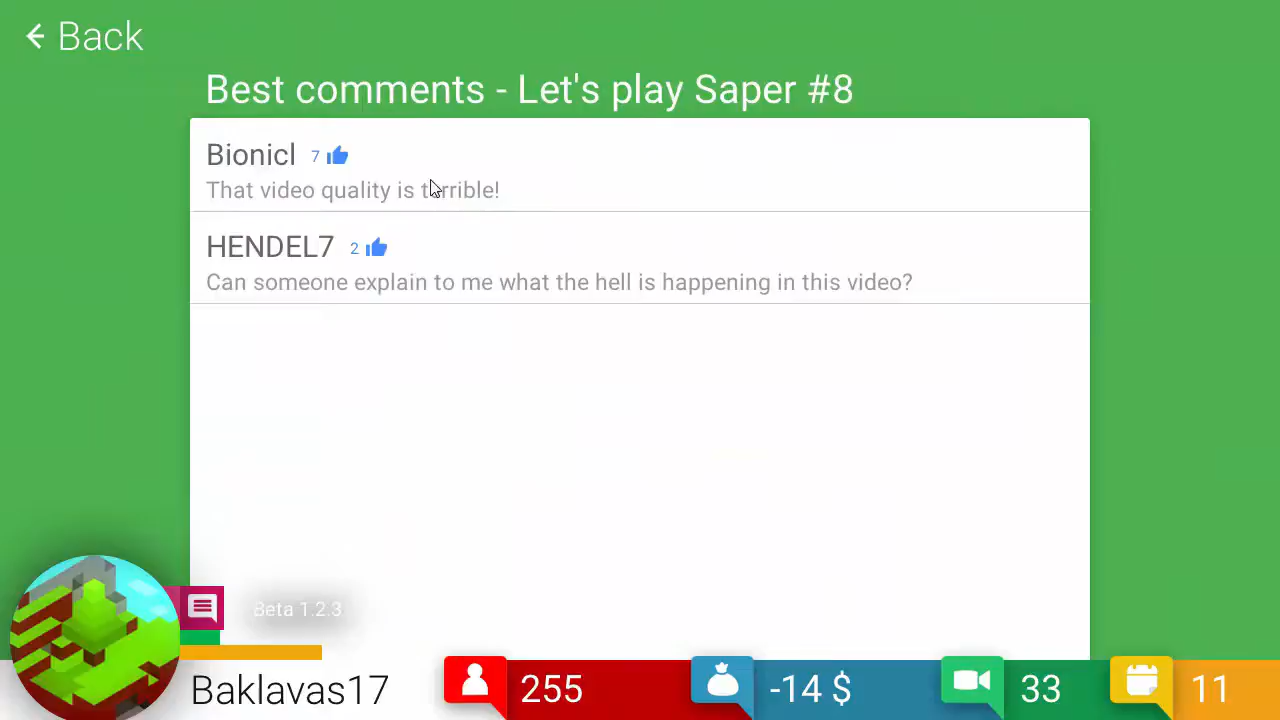 Back
Best comments - Let's play Saper #8
Bionicl 7
That video quality is terrible!
HENDEL7 2
Can someone explain to me what the hell is happening in this video?
Beta 1.2.3
Baklavas17
255
-14 $
33
11